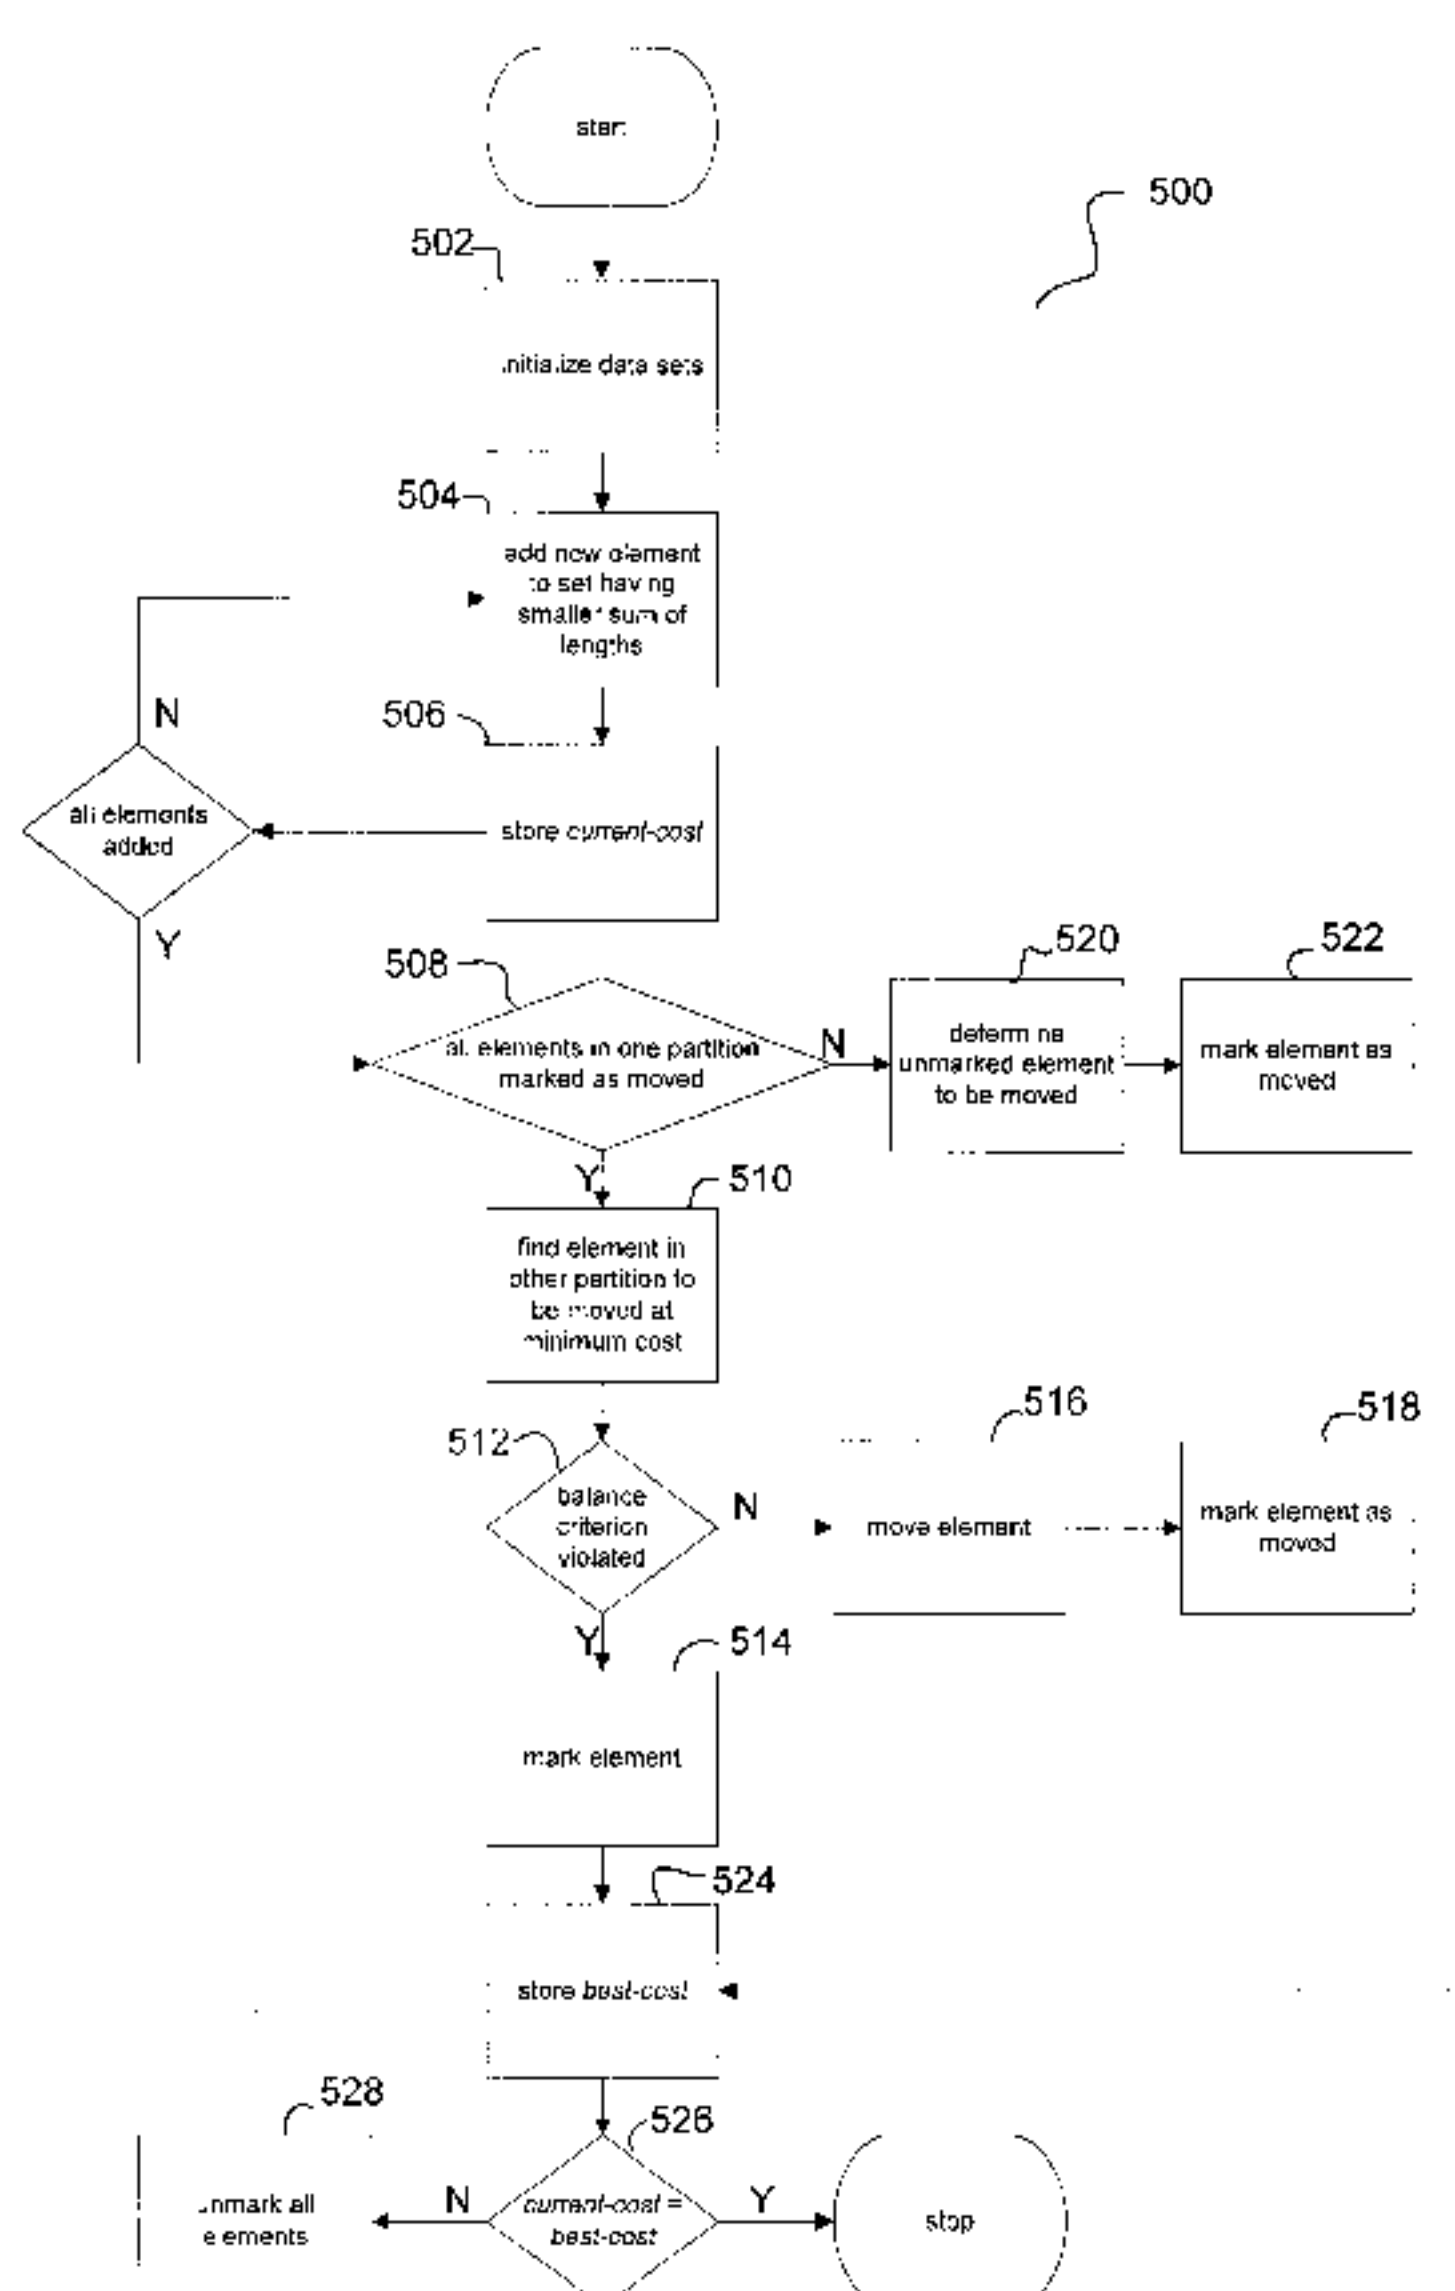 start
500
502
initialize data sets
504
add new element
to set having
smaller sum of
lengths
N
506
all elements
added
store current-cost
Y
508
all elements in one partition
marked as moved
N
520
determine
unmarked element
to be moved
522
mark element as
moved
Y
510
find element in
other partition to
be moved at
minimum cost
512
balance
criterion
violated
N
516
move element
518
mark element as
moved
Y
514
mark element
524
store best-cost
528
unmark all
elements
N
526
current-cost =
best-cost
Y
stop